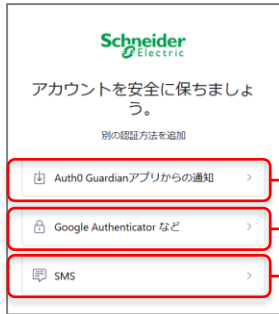 Schneider
Electric
アカウントを安全に保ちましょ
う。
別の認証方法を追加
Auth0 Guardianアプリからの通知
Google Authenticator など
SMS